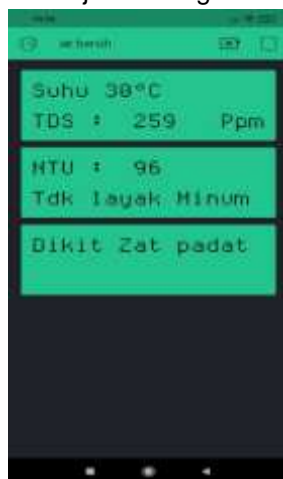 Suhu 30°C
TDS : 259 Ppm
NTU : 96
Tdk layak Minum
Dikit Zat padat